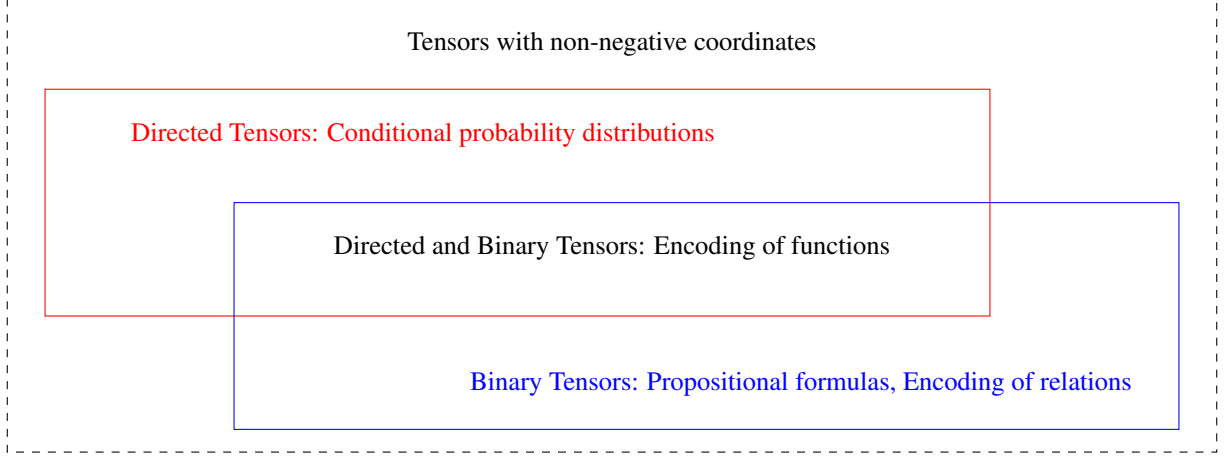 Tensors with non-negative coordinates
Directed Tensors: Conditional probability distributions
Directed and Binary Tensors: Encoding of functions
Binary Tensors: Propositional formulas, Encoding of relations